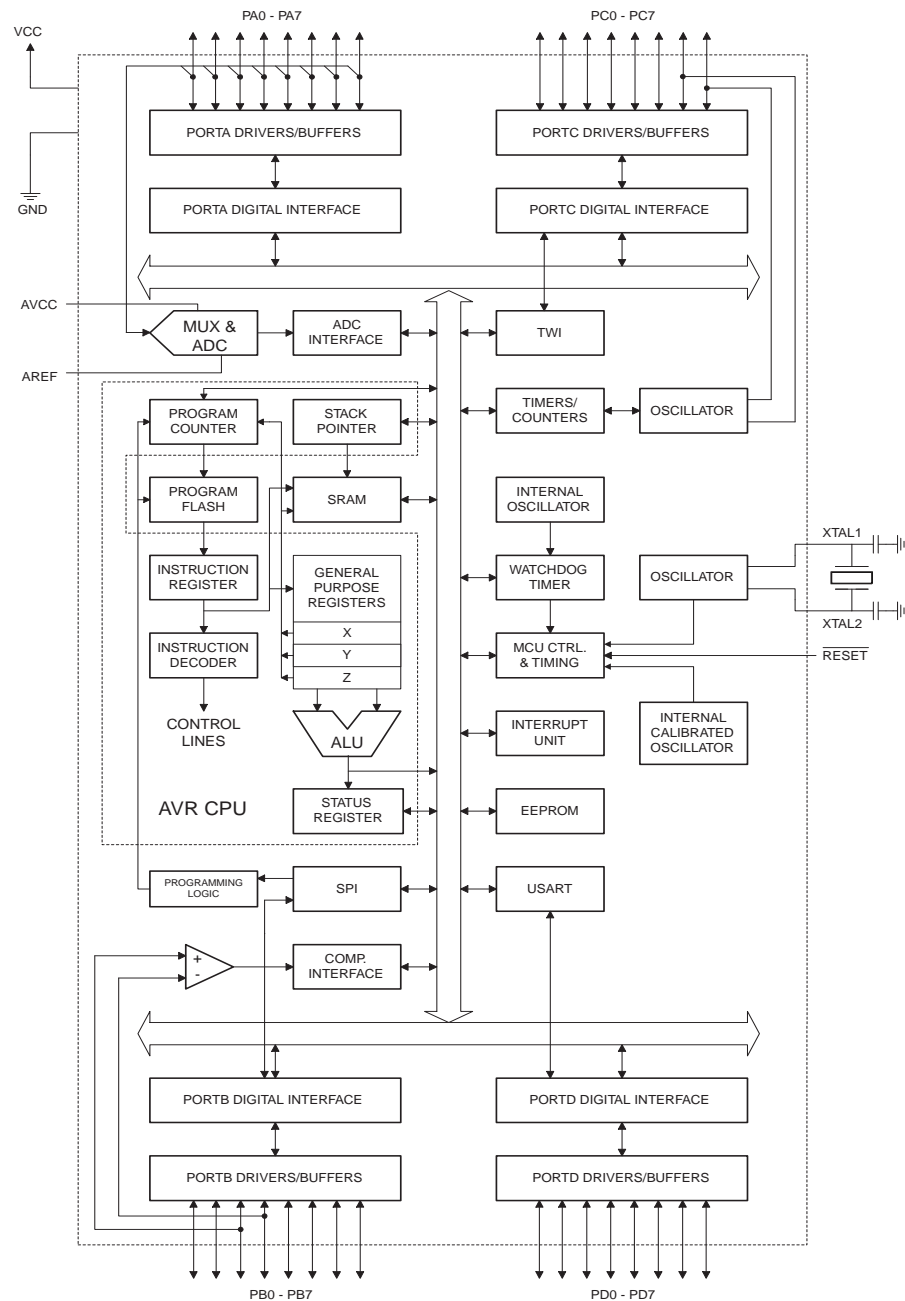 PA0 - PA7
PC0 - PC7
VCC
PORTA DRIVERS/BUFFERS
PORTC DRIVERS/BUFFERS
PORTA DIGITAL INTERFACE
PORTC DIGITAL INTERFACE
GND
AVCC
MUX &
ADC
ADC
INTERFACE
TWI
AREF
PROGRAM
COUNTER
STACK
POINTER
TIMERS/
COUNTERS
OSCILLATOR
PROGRAM
FLASH
SRAM
INTERNAL
OSCILLATOR
XTAL1
INSTRUCTION
REGISTER
GENERAL
PURPOSE
REGISTERS
WATCHDOG
TIMER
OSCILLATOR
XTAL2
X
INSTRUCTION
DECODER
Y
MCU CTRL.
& TIMING
RESET
Z
CONTROL
LINES
ALU
INTERRUPT
UNIT
INTERNAL
CALIBRATED
OSCILLATOR
AVR CPU
STATUS
REGISTER
EEPROM
PROGRAMMING
LOGIC
SPI
USART
+
-
COMP.
INTERFACE
PORTB DIGITAL INTERFACE
PORTD DIGITAL INTERFACE
PORTB DRIVERS/BUFFERS
PORTD DRIVERS/BUFFERS
PB0 - PB7
PD0 - PD7